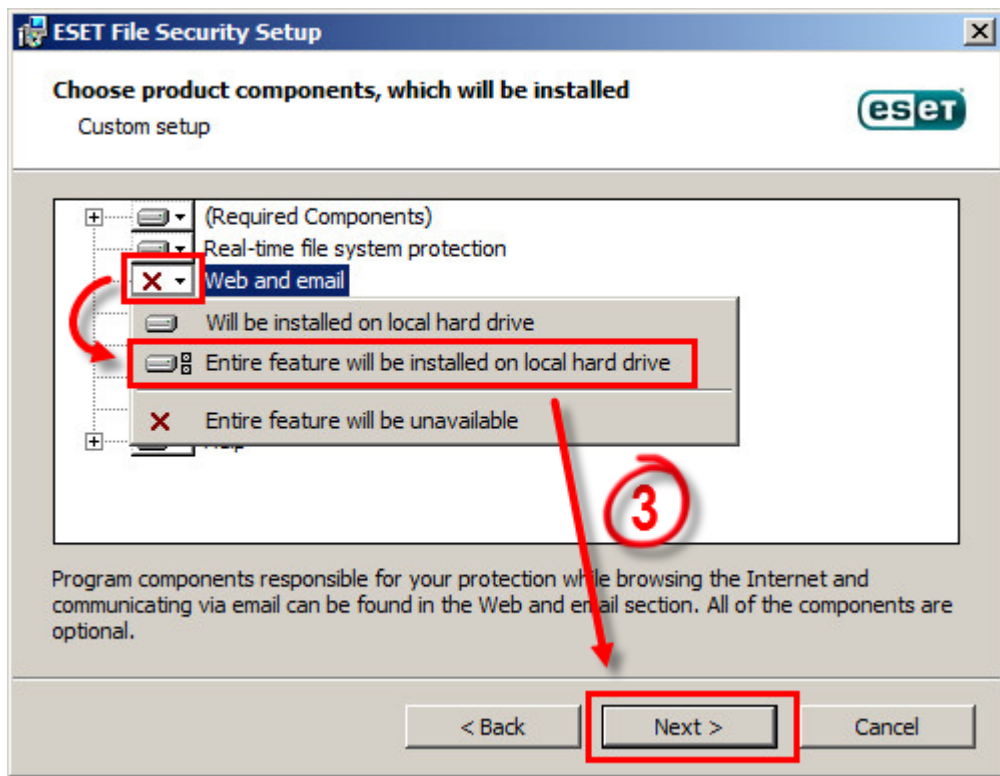 ESET File Security Setup
Choose product components, which will be installed
Custom setup
eset
(Required Components)
Real-time file system protection
Web and email
Will be installed on local hard drive
Entire feature will be installed on local hard drive
Entire feature will be unavailable
3
Program components responsible for your protection while browsing the Internet and
communicating via email can be found in the Web and email section. All of the components are
optional.
< Back
Next >
Cancel